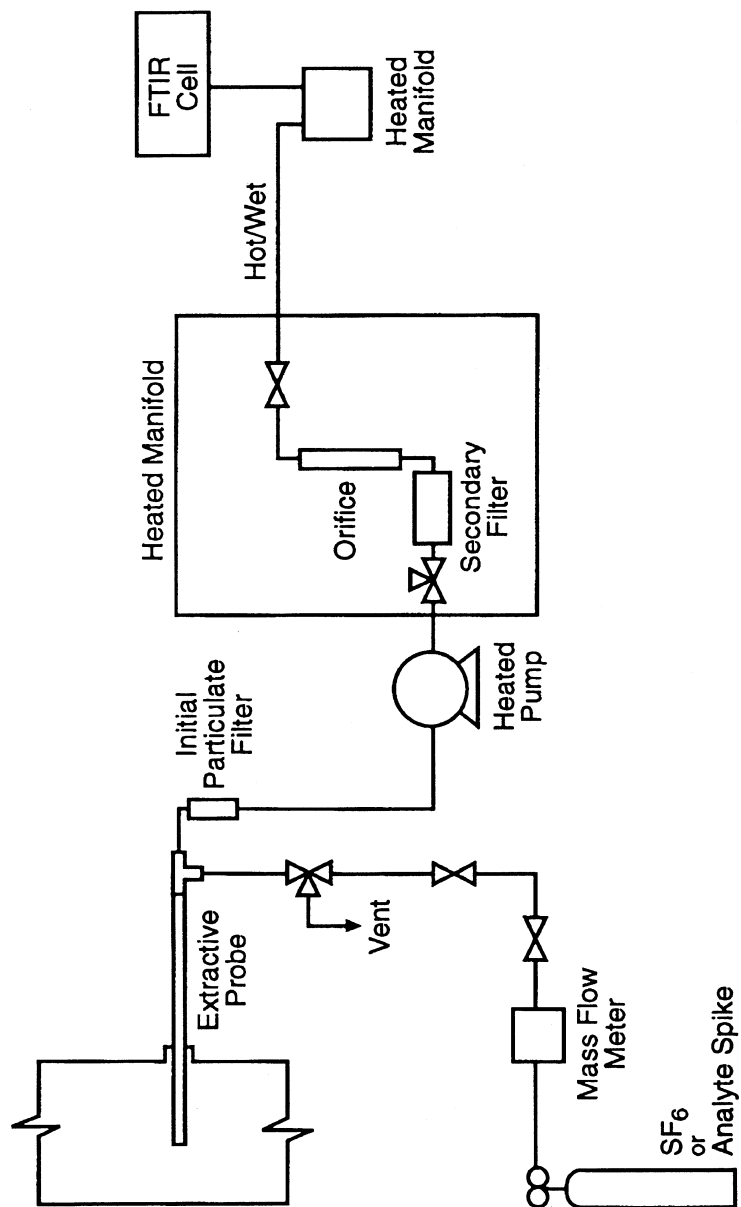 FTIR
Cell
Heated
Manifold
Hot/Wet
Heated Manifold
Orifice
Secondary
Filter
Heated
Pump
Initial
Particulate
Filter
Extractive
Probe
Vent
Mass Flow
Meter
SF6
or
Analyte Spike